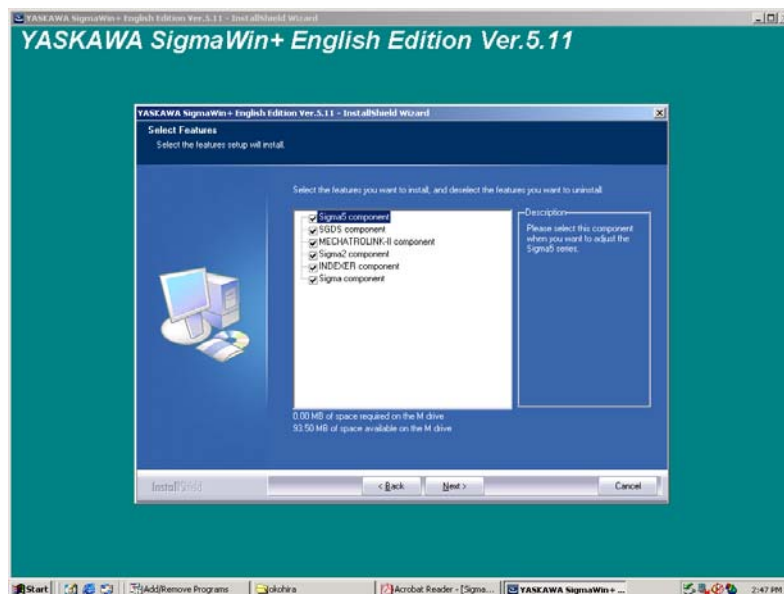 YASKAWA SigmaWin+ English Edition Ver.5.11 - InstallShield Wizard
YASKAWA SigmaWin+ English Edition Ver.5.11
YASKAWA SigmaWin+ English Edition Ver.5.11 - InstallShield Wizard
Select Features
Select the features setup will install.
Select the features you want to install, and deselect the features you want to uninstall.
Sigma5 component
SGDS component
MECHATROLINK-II component
Sigma2 component
INDEXER component
Sigma component
Description
Please select this component
when you want to adjust the
Sigma5 series.
0.00 MB of space required on the M drive
93.50 MB of space available on the M drive
InstallShield
< Back
Next >
Cancel
Start
Add/Remove Programs
okohira
Acrobat Reader - [Sigma...
YASKAWA SigmaWin+ ...
2:47 PM